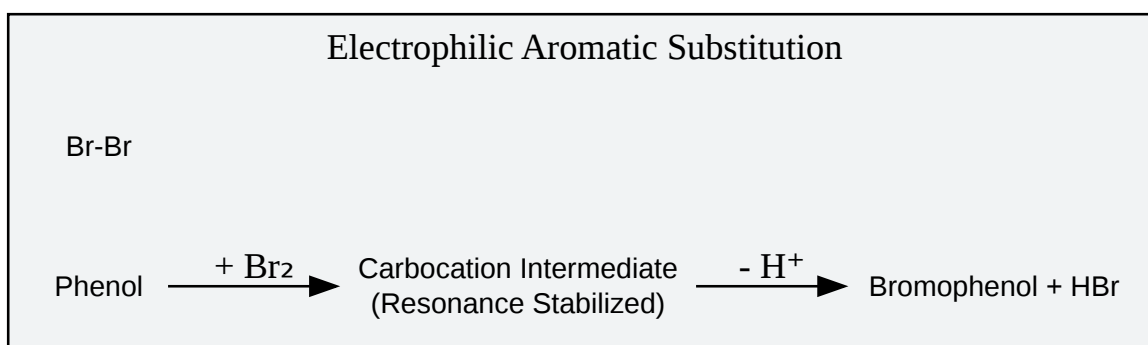 Electrophilic Aromatic Substitution
Br-Br
+ Br₂
- H⁺
Phenol
Carbocation Intermediate
(Resonance Stabilized)
Bromophenol + HBr